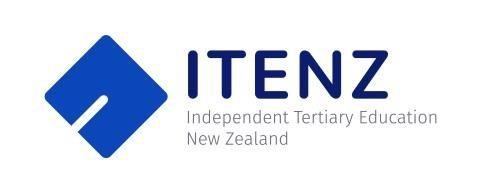 ITENZ
Independent Tertiary Education
New Zealand